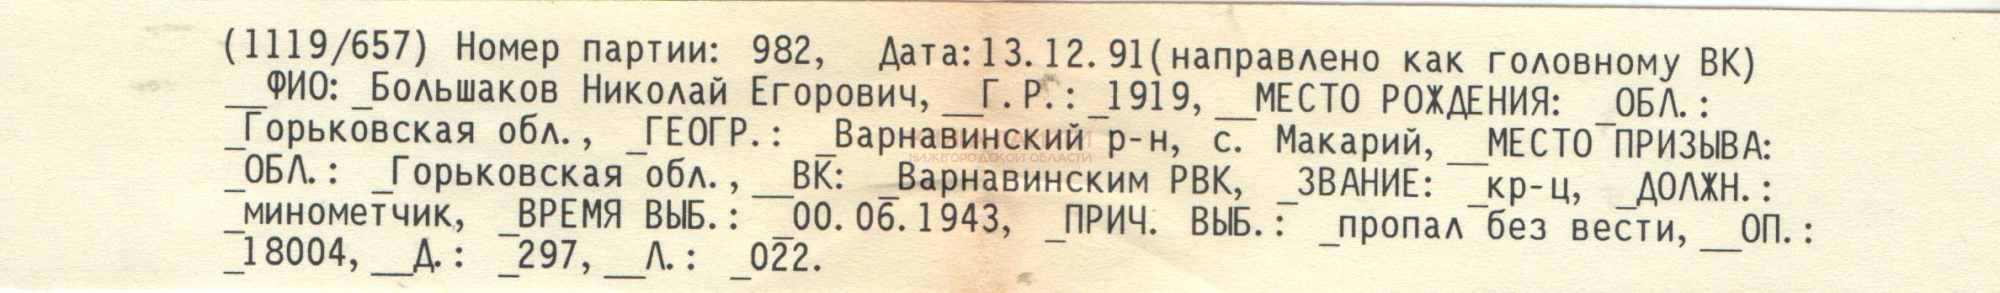 (1119/657) Номер партии: 982, Дата:13.12.91(направлено как головному ВК)
__ФИО:_Большаков Николай Егорович,__Г.Р.:_1919,__МЕСТО РОЖДЕНИЯ: _ОБЛ.:
_Горьковская обл., _ГЕОГР.: _Варнавинский р-н, с. Макарий,__МЕСТО ПРИЗЫВА:
НИЖЕГОРОДСКОЙ ОБЛАСТИ
_ОБЛ.: _Горьковская обл.,__ВК: _Варнавинским РВК, _ЗВАНИЕ: _кр-ц, _ДОЛЖН.:
_минометчик, _ВРЕМЯ ВЫБ.: _00.06.1943, _ПРИЧ. ВЫБ.: _пропал без вести,__ОП.:
_18004,__Д.: _297,__Л.: _022.